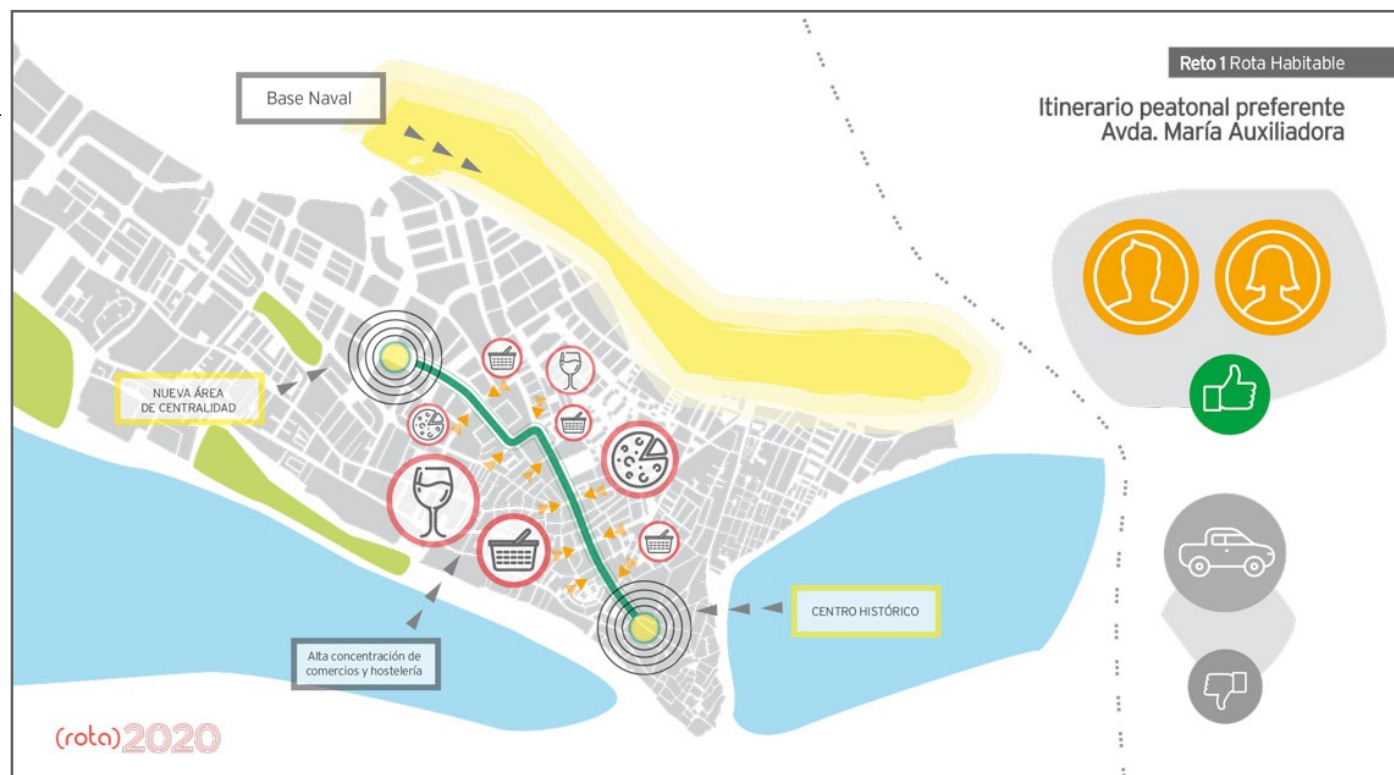 Reto 1 Rota Habitable
Itinerario peatonal preferente
Avda. María Auxiliadora
Base Naval
NUEVA ÁREA
DE CENTRALIDAD
CENTRO HISTÓRICO
Alta concentración de
comercios y hostelería
(rota)2020